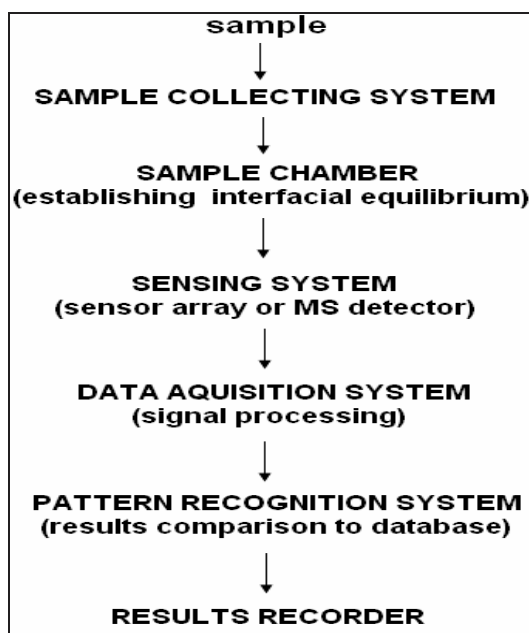 sample
SAMPLE COLLECTING SYSTEM
SAMPLE CHAMBER
(establishing interfacial equilibrium)
SENSING SYSTEM
(sensor array or MS detector)
DATA AQUISITION SYSTEM
(signal processing)
PATTERN RECOGNITION SYSTEM
(results comparison to database)
RESULTS RECORDER